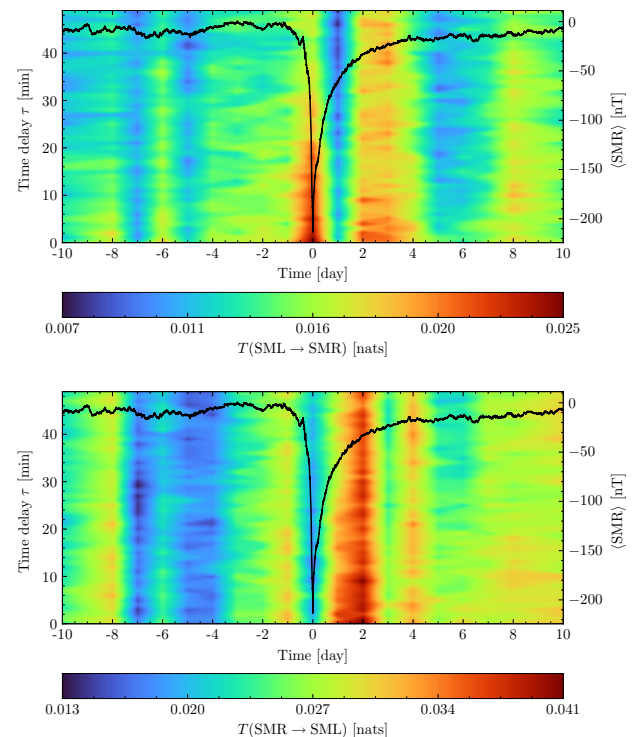 40
30
20
10
0
Time delay τ [min]
0
−50
−100
−150
−200
⟨SMR⟩ [nT]
-10 -8 -6 -4 -2 0 2 4 6 8 10
Time [day]
0.007 0.011 0.016 0.020 0.025
T(SML → SMR) [nats]
40
30
20
10
0
Time delay τ [min]
0
−50
−100
−150
−200
⟨SMR⟩ [nT]
-10 -8 -6 -4 -2 0 2 4 6 8 10
Time [day]
0.013 0.020 0.027 0.034 0.041
T(SMR → SML) [nats]